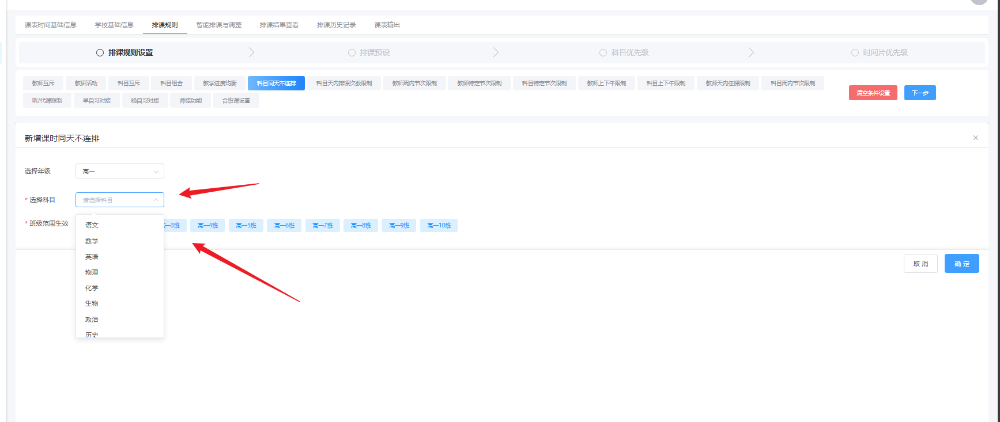 课表时间基础信息 学校基础信息 排课规则 智能排课与调整 排课结果查看 排课历史记录 课表输出
排课规则设置 排课预设 科目优先级 时间片优先级
教师互斥 教研活动 科目互斥 科目组合 教学进度均衡 科目同天不连排 科目天内排课次数限制 教师周内节次限制 教师特定节次限制 科目特定节次限制 教师上下午限制 科目上下午限制 教师天内任课限制 科目周内节次限制
听/代课限制 早自习对接 晚自习对接 师徒功能 合班课设置
清空条件设置 下一步
新增课时同天不连排
选择年级 高一
* 选择科目 请选择科目
* 班级范围生效 高一3班 高一4班 高一5班 高一6班 高一7班 高一8班 高一9班 高一10班
语文
数学
英语
物理
化学
生物
政治
历史
取 消 确 定